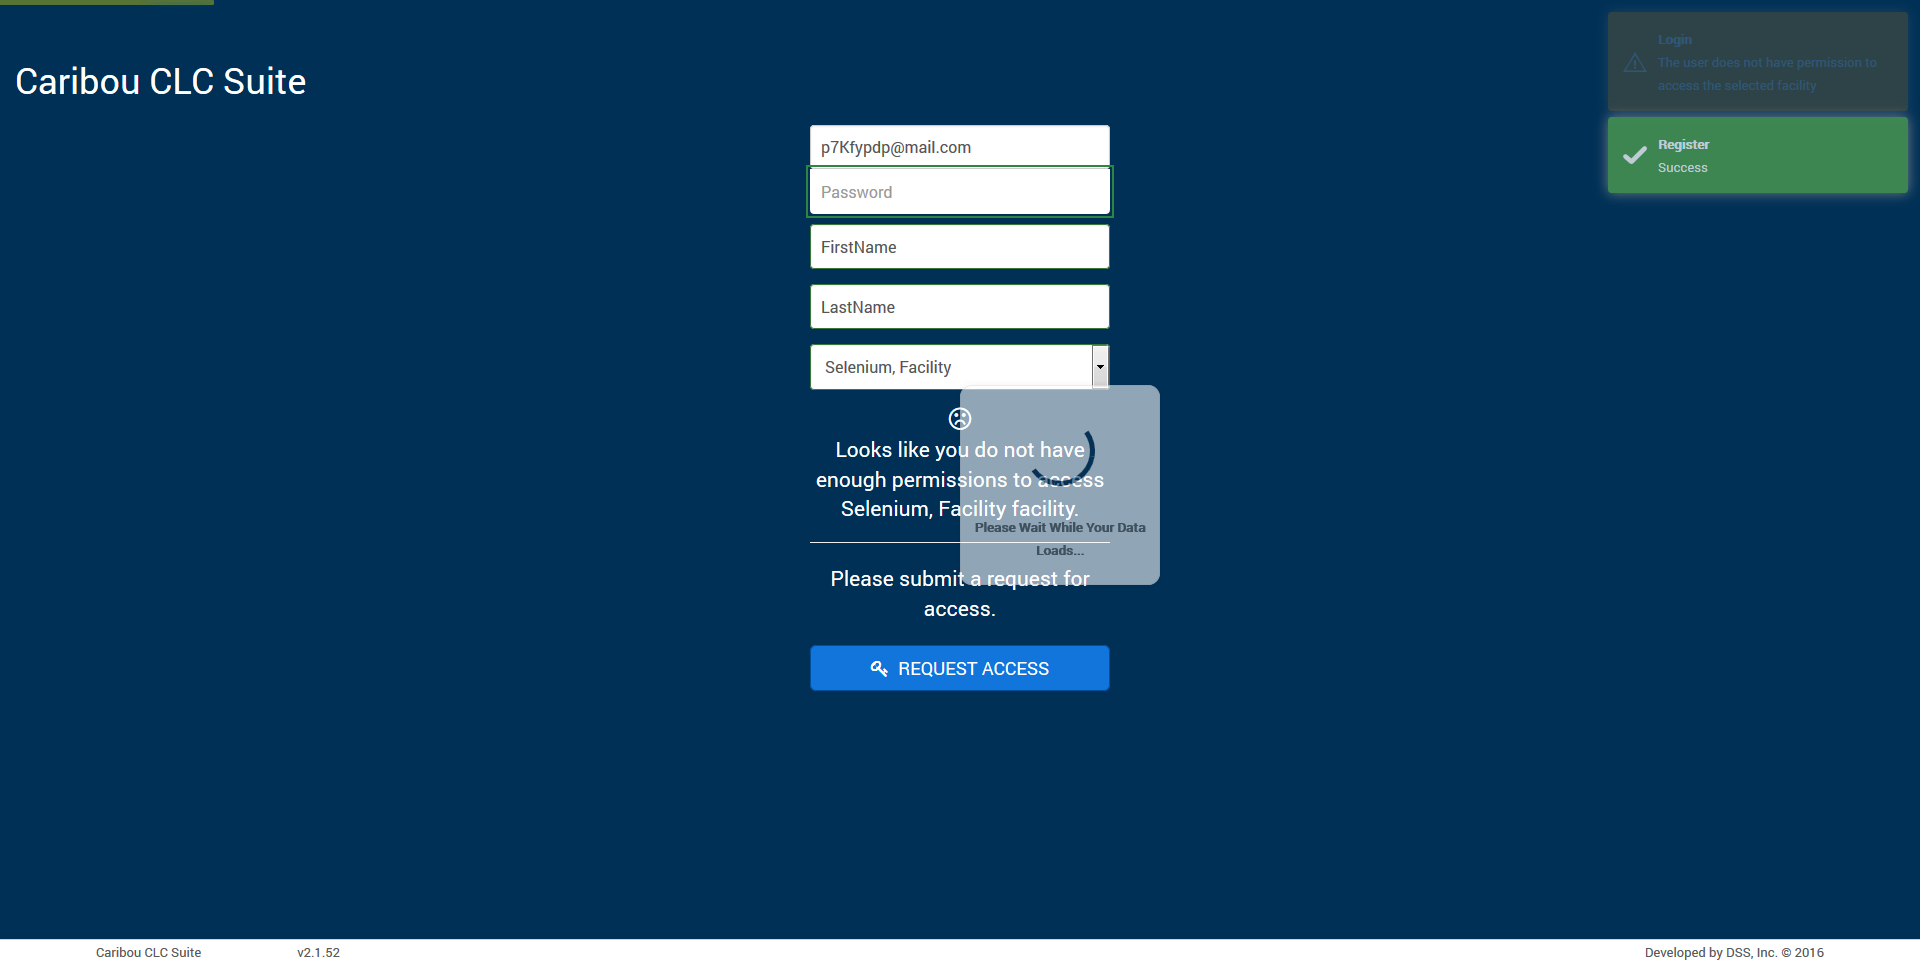 Caribou CLC Suite
Login
The user does not have permission to
access the selected facility
Register
Success
p7Kfypdp@mail.com
Password
FirstName
LastName
Selenium, Facility
Looks like you do not have
enough permissions to access
Selenium, Facility facility.
Please Wait While Your Data
Loads...
Please submit a request for
access.
REQUEST ACCESS
Caribou CLC Suite
v2.1.52
Developed by DSS, Inc. © 2016